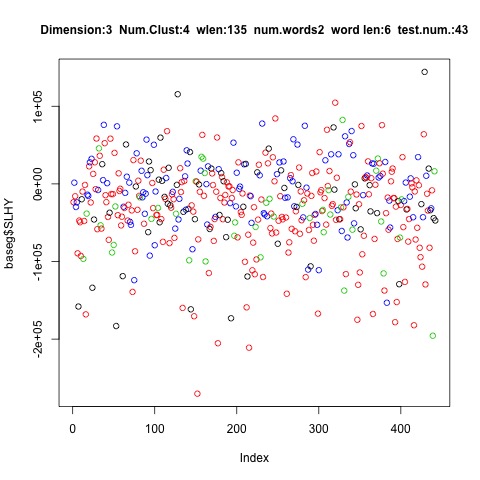 Dimension:3 Num.Clust:4 wlen:135 num.words2 word len:6 test.num.:43
1e+05
0e+00
-1e+05
-2e+05
baseg$SLHY
0 100 200 300 400
Index